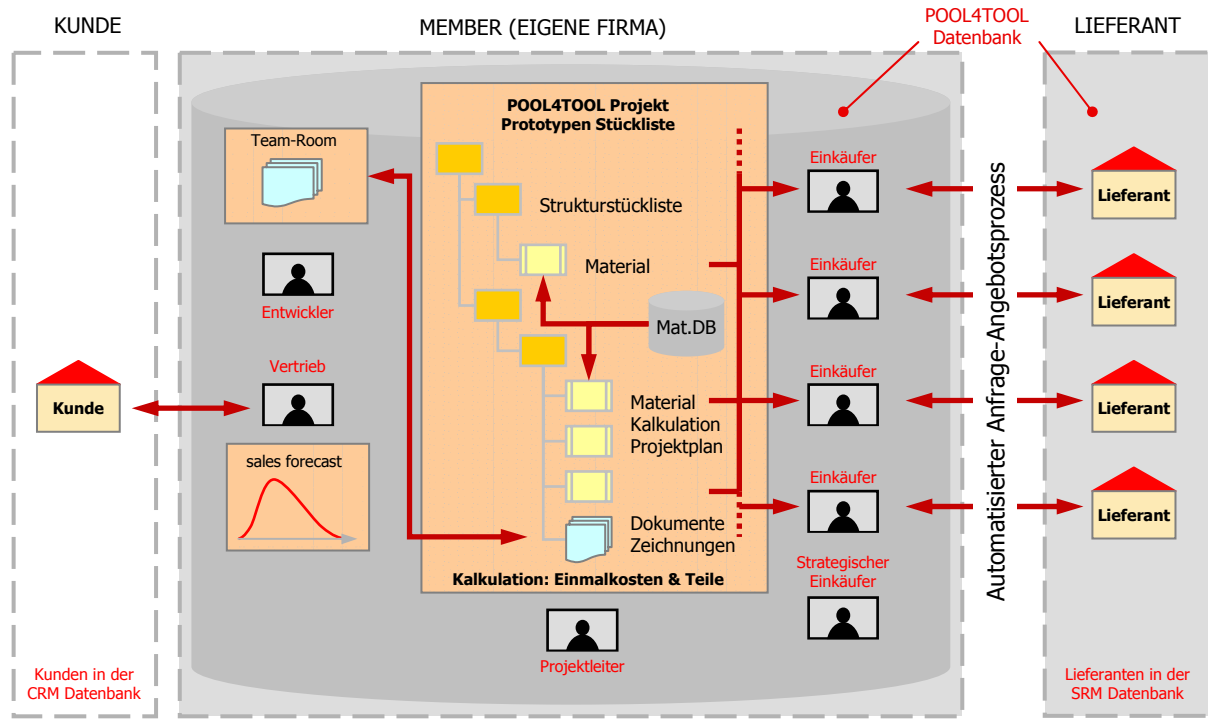 KUNDE
MEMBER (EIGENE FIRMA)
POOL4TOOL
Datenbank
LIEFERANT
POOL4TOOL Projekt
Prototypen Stückliste
Team-Room
Strukturstückliste
Material
Mat.DB
Entwickler
Vertrieb
Kunde
sales forecast
Material
Kalkulation
Projektplan
Dokumente
Zeichnungen
Kalkulation: Einmalkosten & Teile
Projektleiter
Einkäufer
Einkäufer
Einkäufer
Einkäufer
Strategischer
Einkäufer
Automatisierter Anfrage-Angebotsprozess
Lieferant
Lieferant
Lieferant
Lieferant
Kunden in der
CRM Datenbank
Lieferanten in der
SRM Datenbank